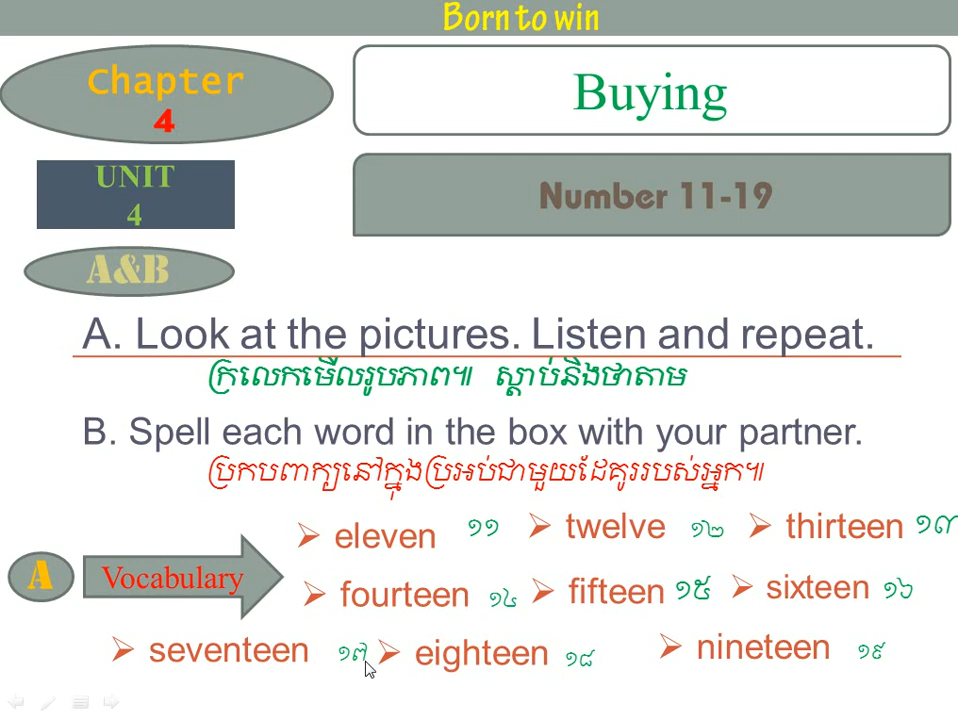 Born to win
Chapter
4
Buying
UNIT
4
Number 11-19
A&B
A. Look at the pictures. Listen and repeat.
ក្រលេកមើលរូបភាព៕ ស្ដាប់និងថាតាម
B. Spell each word in the box with your partner.
ប្រកបពាក្យនៅក្នុងប្រអប់ជាមួយដៃគូររបស់អ្នក៕
eleven ១១ twelve ១២ thirteen ១៣
A Vocabulary
fourteen ១៤ fifteen ១៥ sixteen ១៦
seventeen ១៧ eighteen ១៨ nineteen ១៩